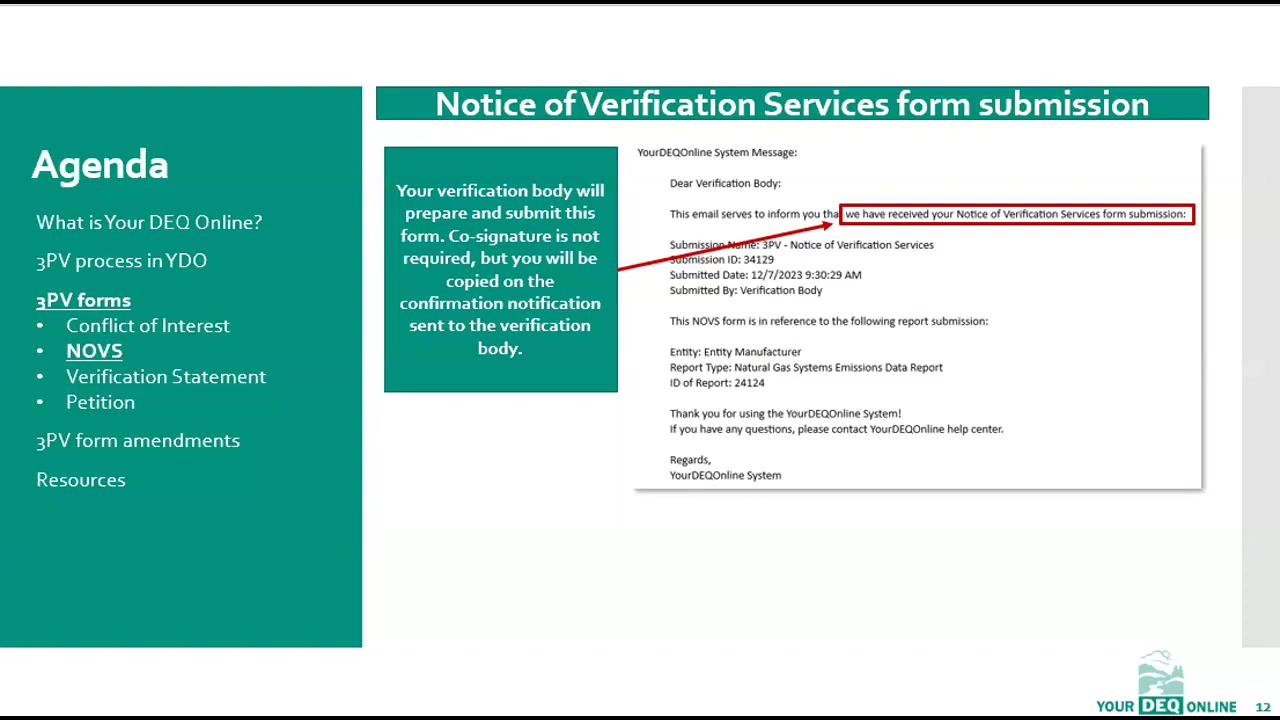 Notice of Verification Services form submission
Agenda
What is Your DEQ Online?
3PV process in YDO
3PV forms
• Conflict of Interest
• NOVS
• Verification Statement
• Petition
3PV form amendments
Resources
Your verification body will
prepare and submit this
form. Co-signature is not
required, but you will be
copied on the
confirmation notification
sent to the verification
body.
YourDEQOnline System Message:
Dear Verification Body:
This email serves to inform you tha we have received your Notice of Verification Services form submission:
Submission Name: 3PV - Notice of Verification Services
Submission ID: 34129
Submitted Date: 12/7/2023 9:30:29 AM
Submitted By: Verification Body
This NOVS form is in reference to the following report submission:
Entity: Entity Manufacturer
Report Type: Natural Gas Systems Emissions Data Report
ID of Report: 24124
Thank you for using the YourDEQOnline System!
If you have any questions, please contact YourDEQOnline help center.
Regards,
YourDEQOnline System
YOUR DEQ ONLINE
12